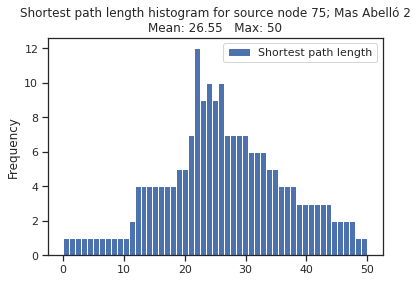 Shortest path length histogram for source node 75; Mas Abelló 2
Mean: 26.55   Max: 50
Shortest path length
Frequency
12
10
8
6
4
2
0
0 10 20 30 40 50